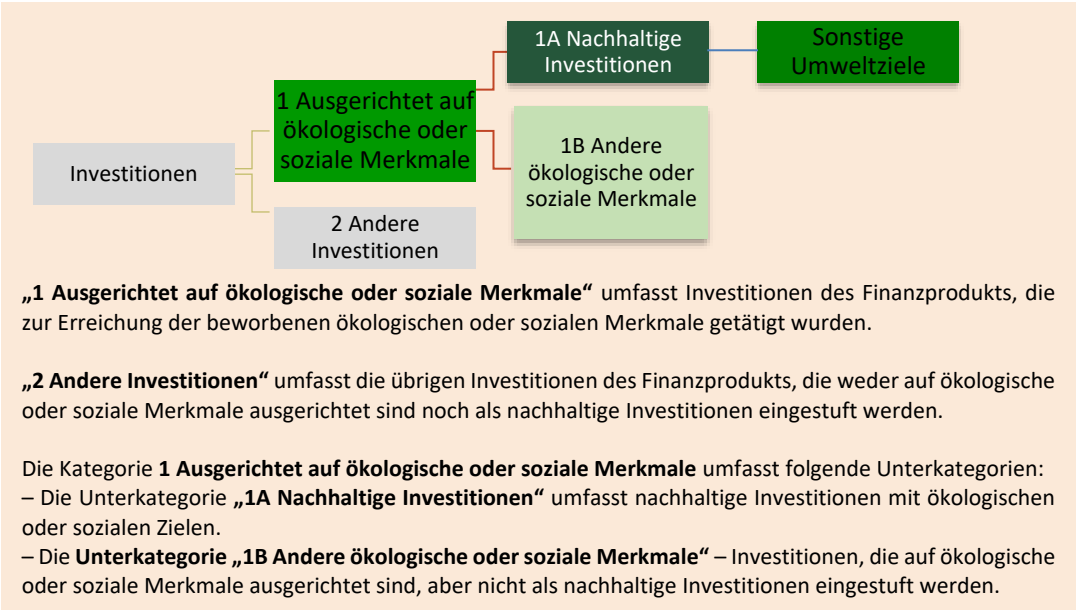 1A Nachhaltige
Investitionen
Sonstige
Umweltziele
1 Ausgerichtet auf
ökologische oder
soziale Merkmale
1B Andere
ökologische oder
soziale Merkmale
Investitionen
2 Andere
Investitionen
„1 Ausgerichtet auf ökologische oder soziale Merkmale“ umfasst Investitionen des Finanzprodukts, die
zur Erreichung der beworbenen ökologischen oder sozialen Merkmale getätigt wurden.
„2 Andere Investitionen“ umfasst die übrigen Investitionen des Finanzprodukts, die weder auf ökologische
oder soziale Merkmale ausgerichtet sind noch als nachhaltige Investitionen eingestuft werden.
Die Kategorie 1 Ausgerichtet auf ökologische oder soziale Merkmale umfasst folgende Unterkategorien:
– Die Unterkategorie „1A Nachhaltige Investitionen“ umfasst nachhaltige Investitionen mit ökologischen
oder sozialen Zielen.
– Die Unterkategorie „1B Andere ökologische oder soziale Merkmale“ – Investitionen, die auf ökologische
oder soziale Merkmale ausgerichtet sind, aber nicht als nachhaltige Investitionen eingestuft werden.